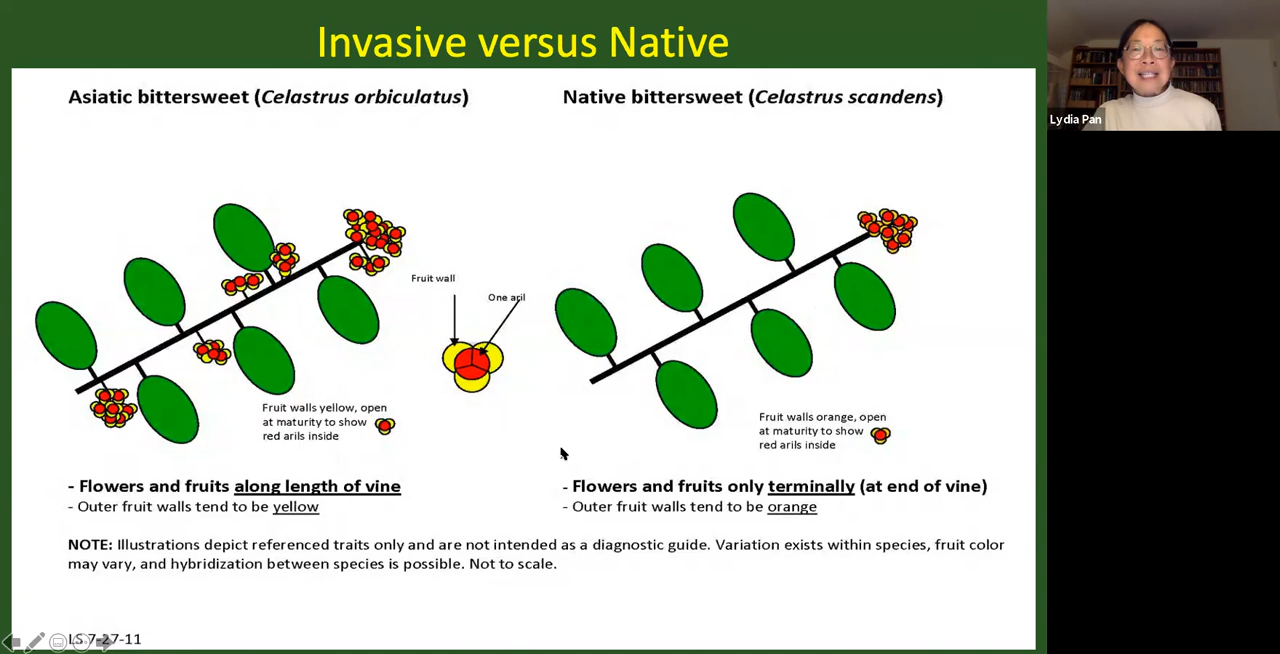 Invasive versus Native
Asiatic bittersweet (Celastrus orbiculatus)
Native bittersweet (Celastrus scandens)
Lydia Pan
Fruit wall
One aril
Fruit walls yellow, open
at maturity to show
red arils inside
Fruit walls orange, open
at maturity to show
red arils inside
- Flowers and fruits along length of vine
- Outer fruit walls tend to be yellow
- Flowers and fruits only terminally (at end of vine)
- Outer fruit walls tend to be orange
NOTE: Illustrations depict referenced traits only and are not intended as a diagnostic guide. Variation exists within species, fruit color
may vary, and hybridization between species is possible. Not to scale.
LS 7-27-11